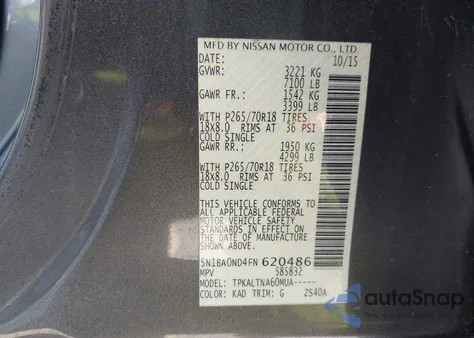 MFD BY NISSAN MOTOR CO., LTD.
10/15
GVWR: 3221 KG
7100 LB
GAWR FR.: 1542 KG
3399 LB
WITH P265/70R18 TIRES
18x8.0 RIMS AT 36 PSI
COLD SINGLE
GAWR RR.: 1950 KG
4299 LB
WITH P265/70R18 TIRES
18x8.0 RIMS AT 36 PSI
COLD SINGLE
THIS VEHICLE CONFORMS TO
ALL APPLICABLE FEDERAL
MOTOR VEHICLE SAFETY
STANDARDS IN EFFECT ON
THE DATE OF MANUFACTURE
SHOWN ABOVE.
5N1BA0ND4FN 620486
MPV S85832
MODEL: TPKALTNA60MUA-----
COLOR: KAD TRIM: G ZS40A
autoSnap